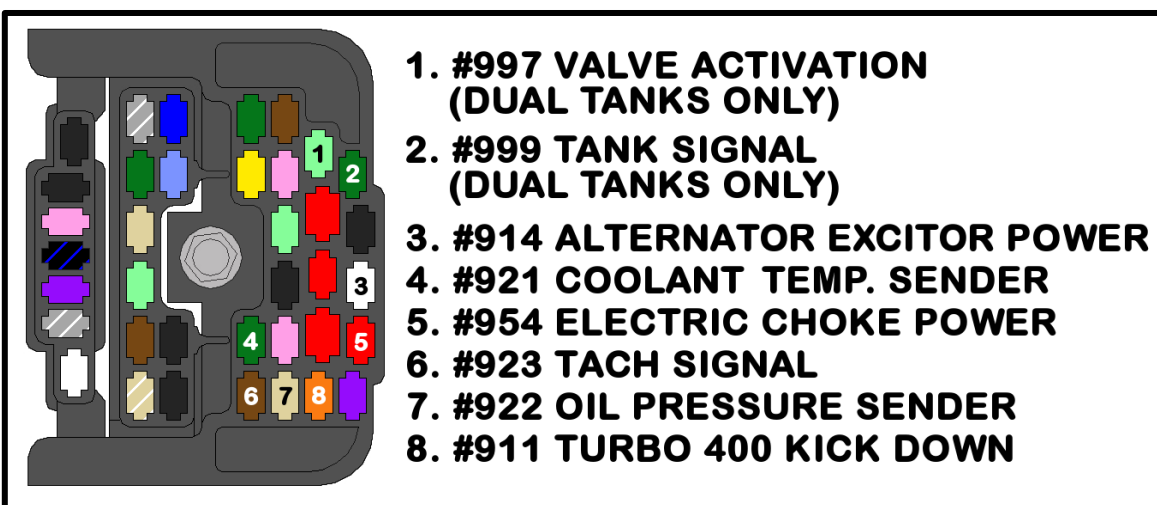 1. #997 VALVE ACTIVATION
(DUAL TANKS ONLY)
2. #999 TANK SIGNAL
(DUAL TANKS ONLY)
3. #914 ALTERNATOR EXCITOR POWER
4. #921 COOLANT TEMP. SENDER
5. #954 ELECTRIC CHOKE POWER
6. #923 TACH SIGNAL
7. #922 OIL PRESSURE SENDER
8. #911 TURBO 400 KICK DOWN
1
2
3
4
5
6
7
8